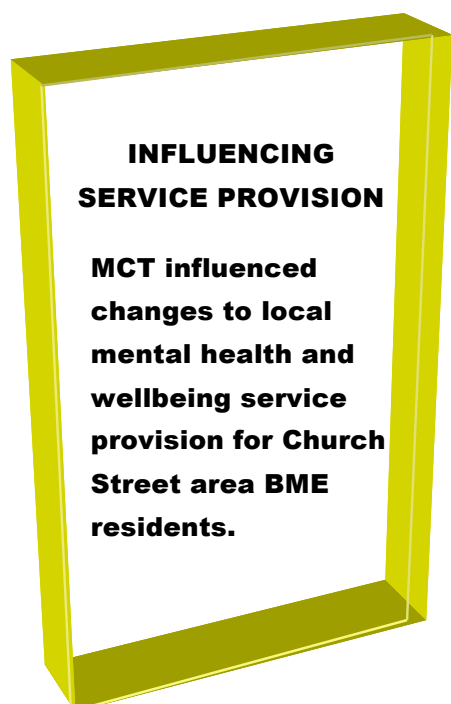 INFLUENCING
SERVICE PROVISION
MCT influenced
changes to local
mental health and
wellbeing service
provision for Church
Street area BME
residents.